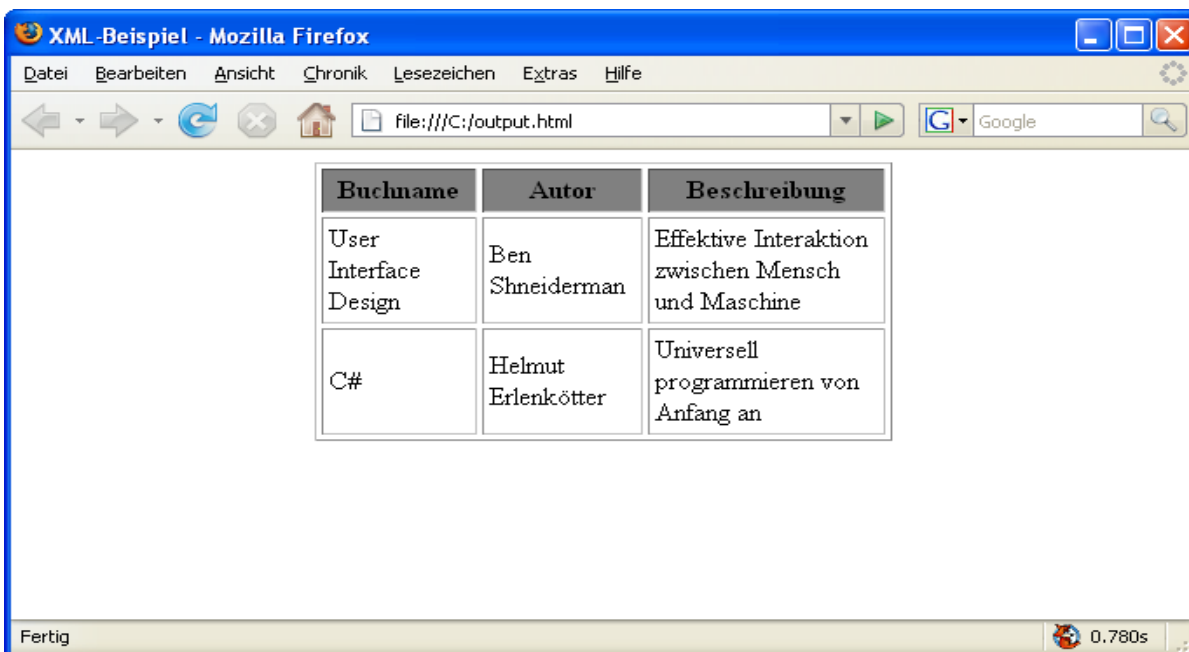 XML-Beispiel - Mozilla Firefox
Datei Bearbeiten Ansicht Chronik Lesezeichen Extras Hilfe
file:///C:/output.html
G Google
Buchname Autor Beschreibung
User
Interface
Design
Ben
Shneiderman
Effektive Interaktion
zwischen Mensch
und Maschine
C#
Helmut
Erlenkötter
Universell
programmieren von
Anfang an
Fertig 0.780s